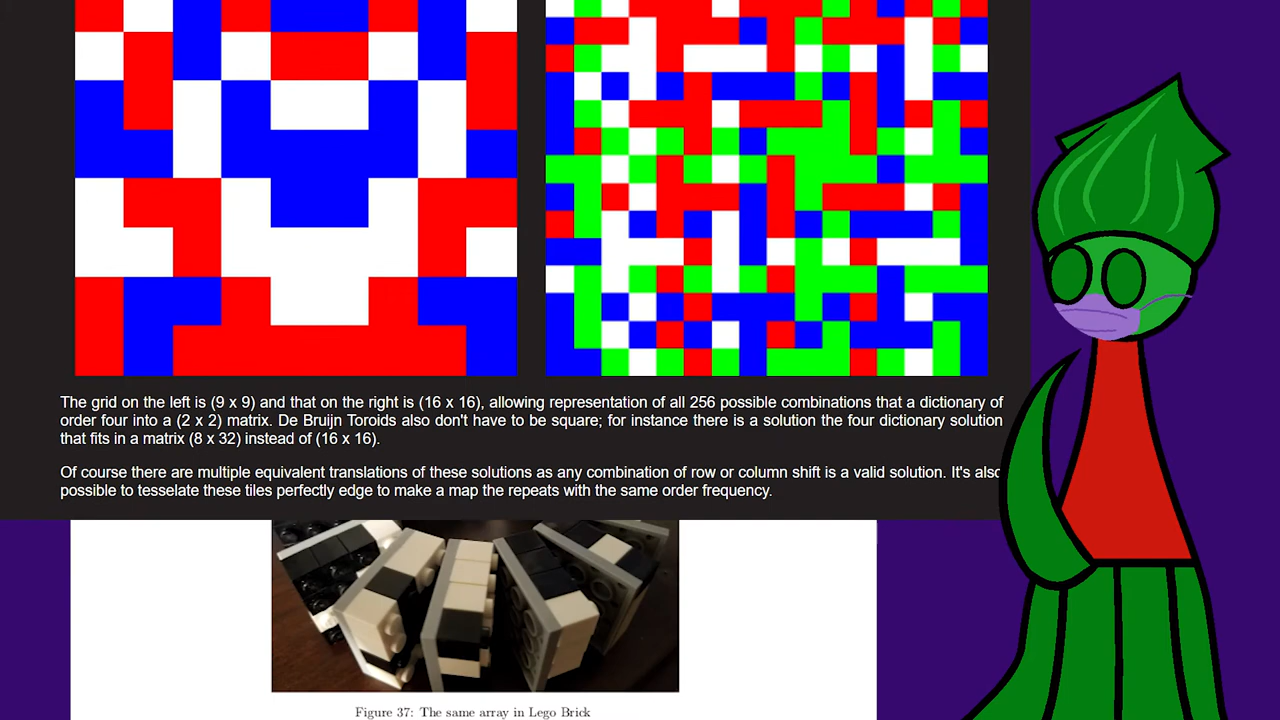 The grid on the left is (9 x 9) and that on the right is (16 x 16), allowing representation of all 256 possible combinations that a dictionary of
order four into a (2 x 2) matrix. De Bruijn Toroids also don't have to be square; for instance there is a solution the four dictionary solution
that fits in a matrix (8 x 32) instead of (16 x 16).
Of course there are multiple equivalent translations of these solutions as any combination of row or column shift is a valid solution. It's also
possible to tesselate these tiles perfectly edge to make a map the repeats with the same order frequency.
Figure 37: The same array in Lego Brick